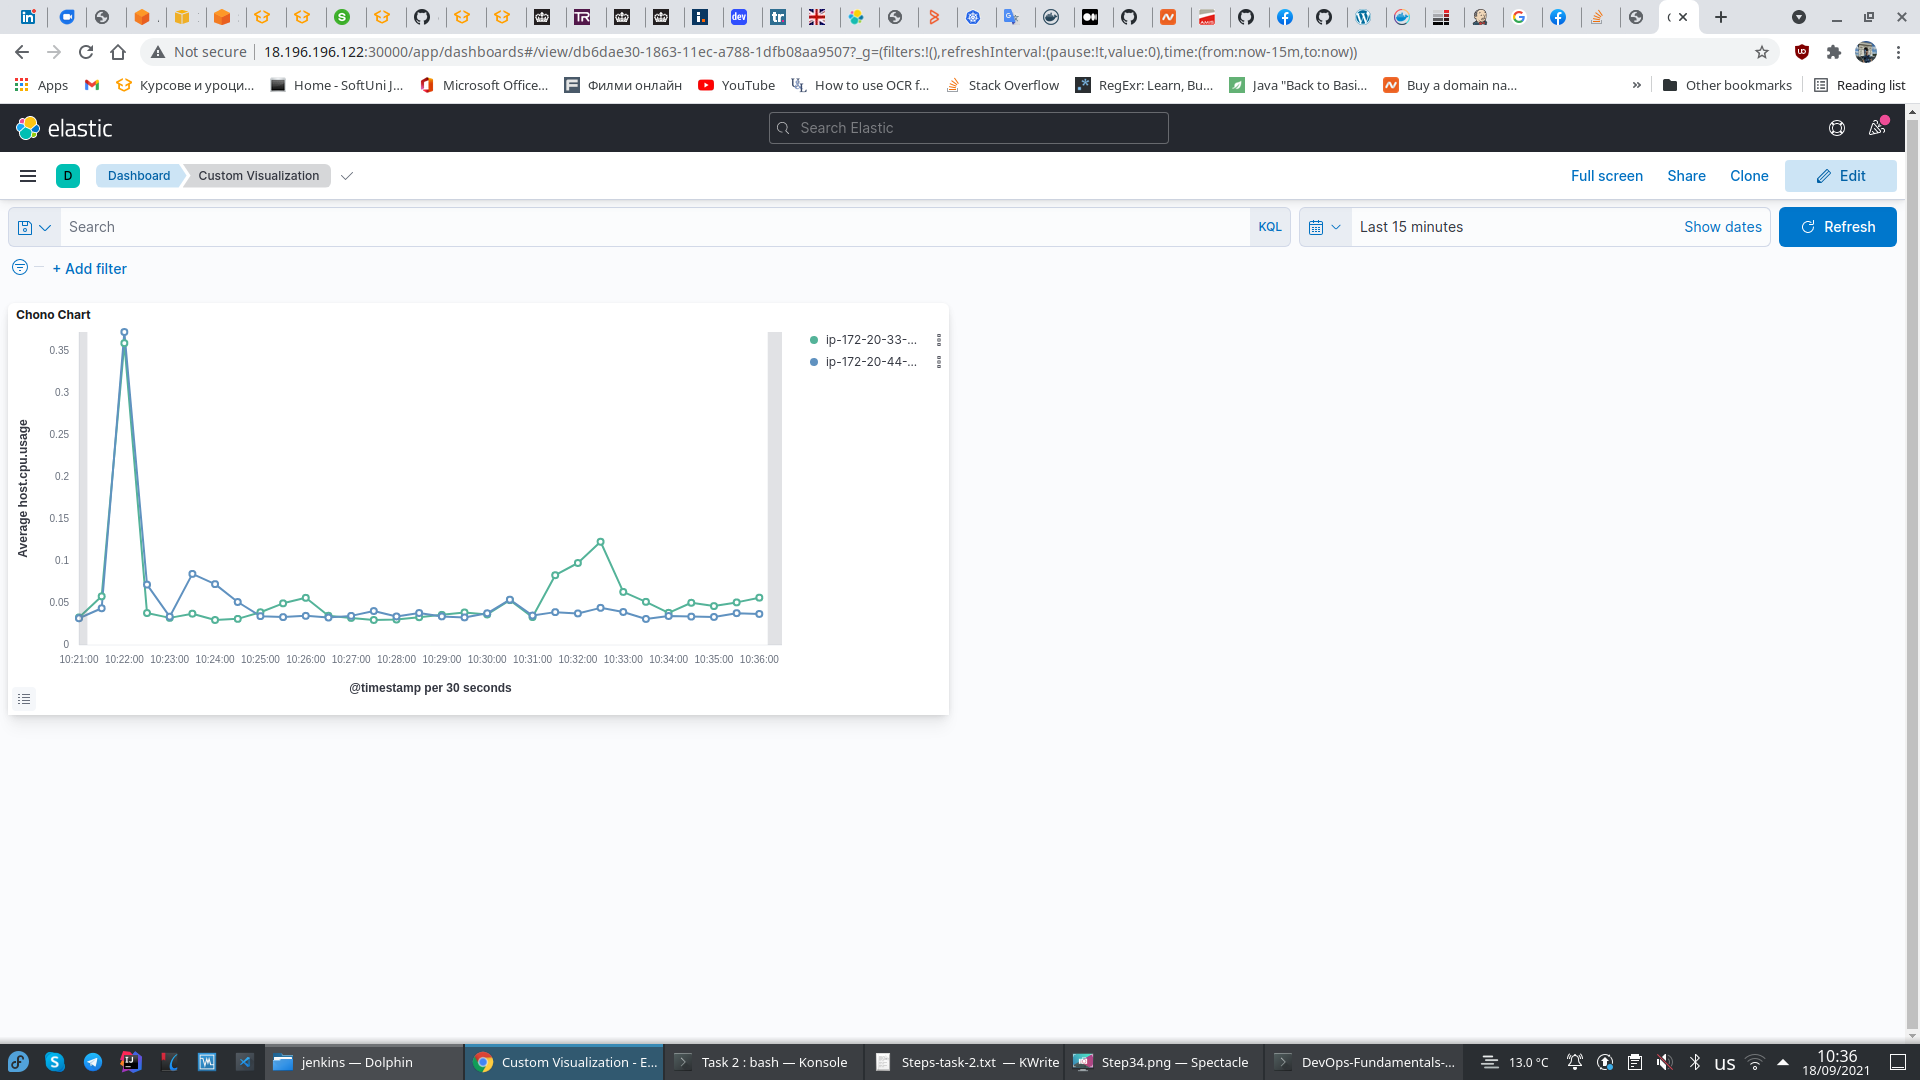 Not secure
18.196.196.122:30000/app/dashboards#/view/db6dae30-1863-11ec-a788-1dfb08aa9507?_g=(filters:!(),refreshInterval:(pause:!t,value:0),time:(from:now-15m,to:now))
Apps
Курсове и уроци...
Home - SoftUni J...
Microsoft Office...
Филми онлайн
YouTube
How to use OCR f...
Stack Overflow
RegExr: Learn, Bu...
Java "Back to Basi...
Buy a domain na...
»
Other bookmarks
Reading list
elastic
Search Elastic
D
Dashboard
Custom Visualization
Full screen
Share
Clone
Edit
Search
KQL
Last 15 minutes
Show dates
Refresh
+ Add filter
Chono Chart
Average host.cpu.usage
0.35
0.3
0.25
0.2
0.15
0.1
0.05
0
10:21:00 10:22:00 10:23:00 10:24:00 10:25:00 10:26:00 10:27:00 10:28:00 10:29:00 10:30:00 10:31:00 10:32:00 10:33:00 10:34:00 10:35:00 10:36:00
@timestamp per 30 seconds
ip-172-20-33-...
ip-172-20-44-...
jenkins — Dolphin
Custom Visualization - E...
Task 2 : bash — Konsole
Steps-task-2.txt — KWrite
Step34.png — Spectacle
DevOps-Fundamentals-...
13.0 °C
us
10:36
18/09/2021